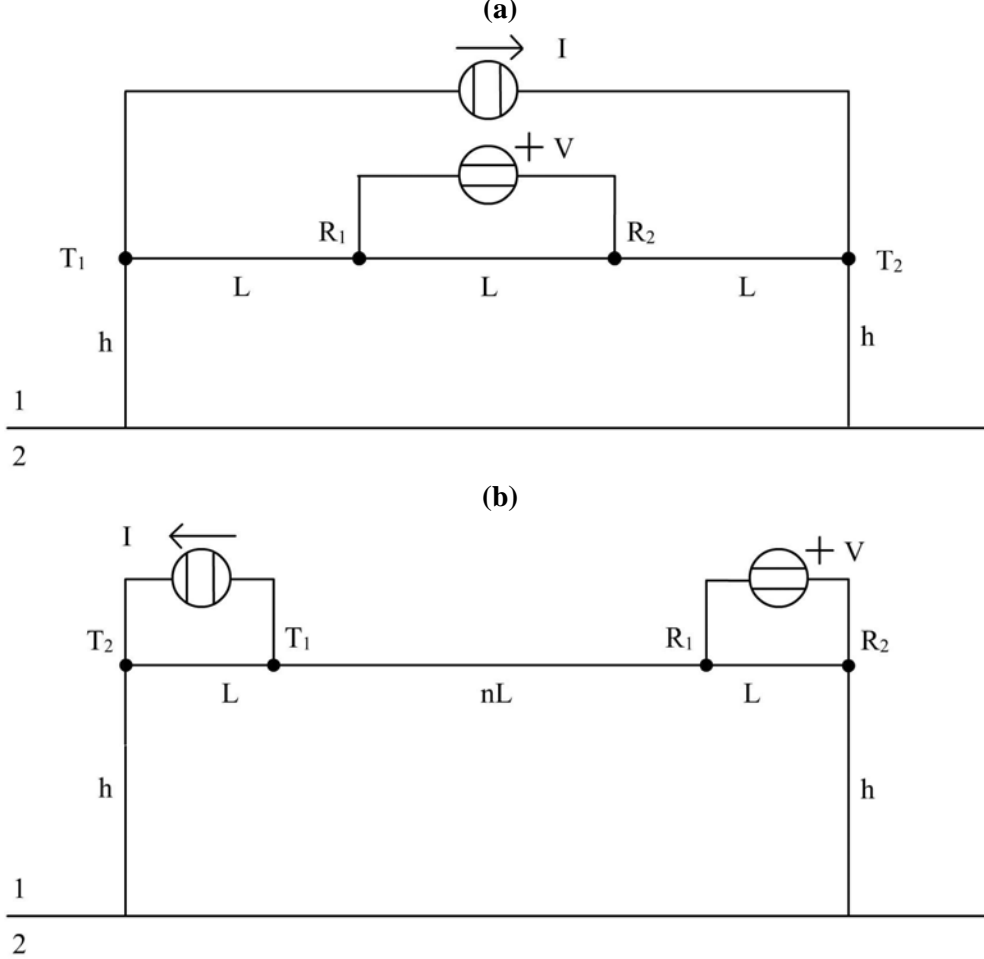 (a)
I
+ V
R₁ R₂
T₁ T₂
L L L
h h
1
2
(b)
I + V
T₂ T₁ R₁ R₂
L nL L
h h
1
2